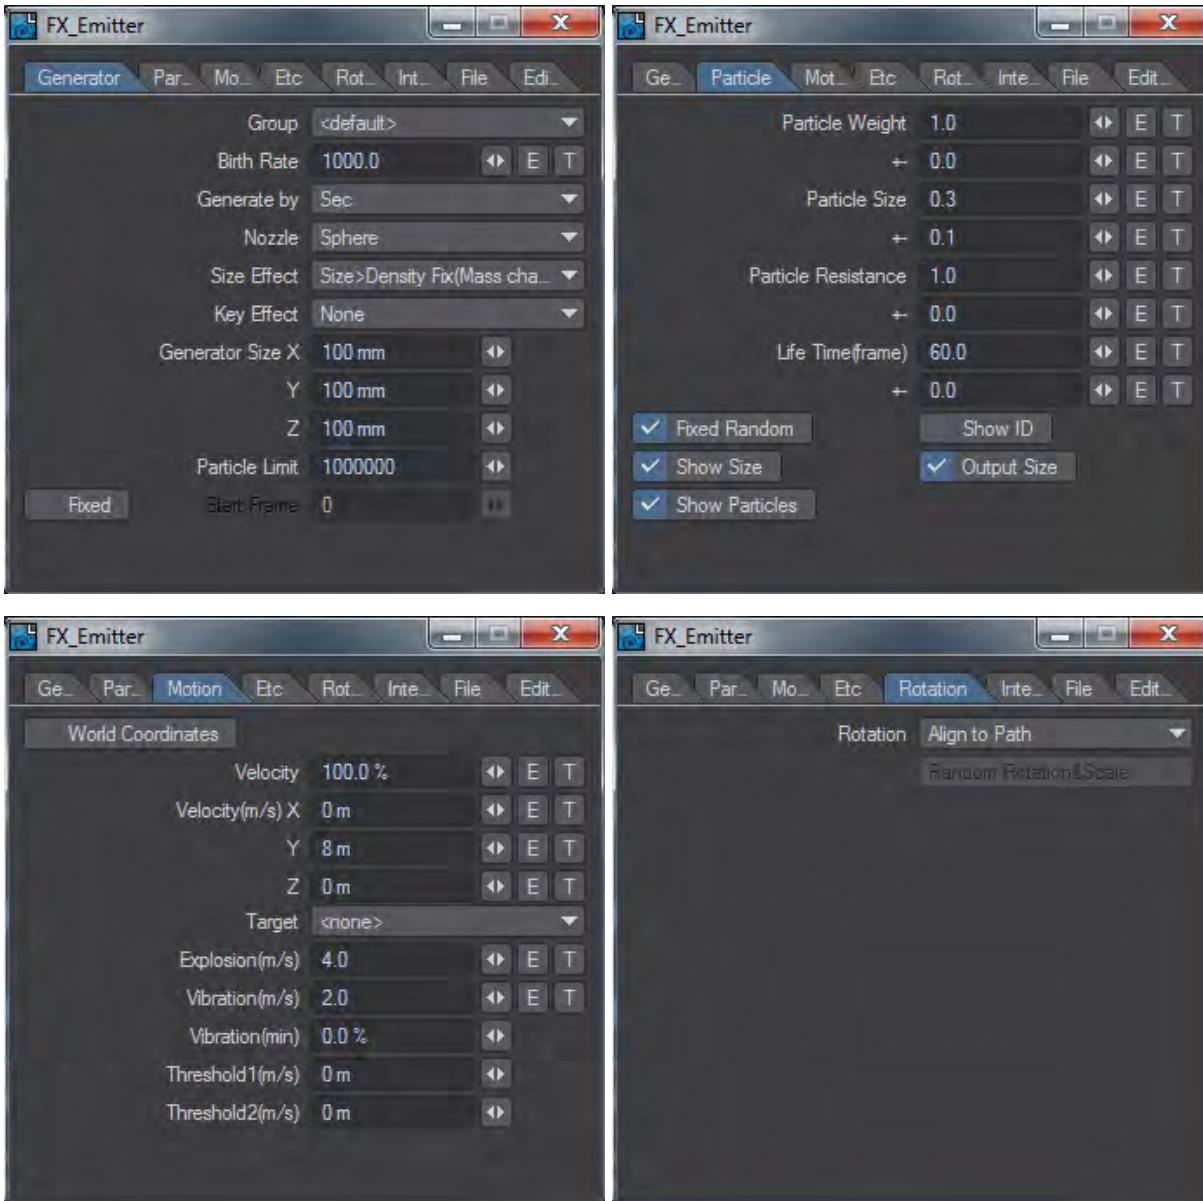 FX_Emitter
Generator Par... Mo... Etc Rot... Int... File Edi...
Group <default>
Birth Rate 1000.0 E T
Generate by Sec
Nozzle Sphere
Size Effect Size>Density Fix(Mass cha...
Key Effect None
Generator Size X 100 mm
Y 100 mm
Z 100 mm
Particle Limit 1000000
Fixed Start Frame 0
FX_Emitter
Ge... Particle Mot... Etc Rot... Inte... File Edit...
Particle Weight 1.0 E T
+- 0.0 E T
Particle Size 0.3 E T
+- 0.1 E T
Particle Resistance 1.0 E T
+- 0.0 E T
Life Time(frame) 60.0 E T
+- 0.0 E T
Fixed Random Show ID
Show Size Output Size
Show Particles
FX_Emitter
Ge... Par... Motion Etc Rot... Inte... File Edit...
World Coordinates
Velocity 100.0 % E T
Velocity(m/s) X 0 m E T
Y 8 m E T
Z 0 m E T
Target <none>
Explosion(m/s) 4.0 E T
Vibration(m/s) 2.0 E T
Vibration(min) 0.0 %
Threshold1(m/s) 0 m
Threshold2(m/s) 0 m
FX_Emitter
Ge... Par... Mo... Etc Rotation Inte... File Edit...
Rotation Align to Path
Random Rotation&Scale